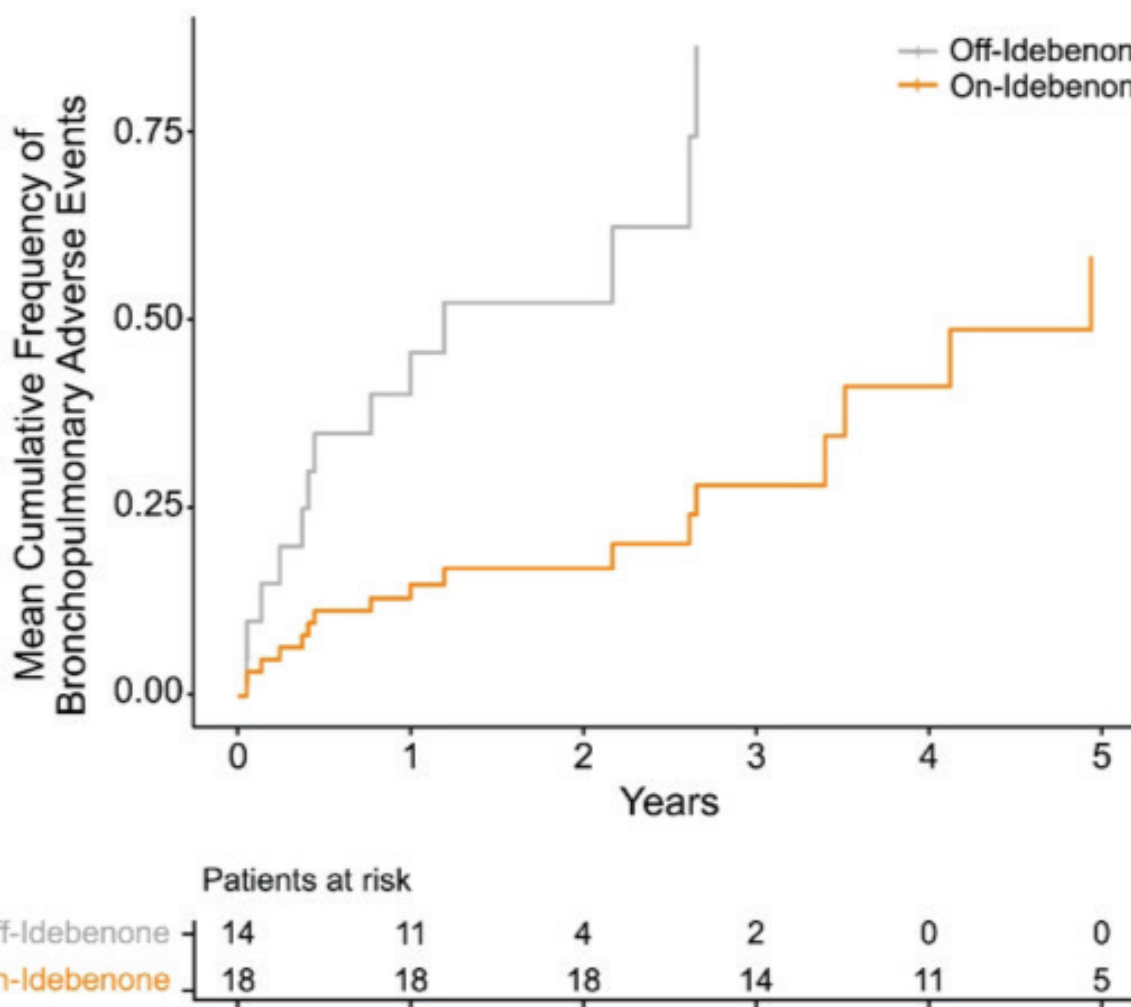 Mean Cumulative Frequency of
Bronchopulmonary Adverse Events
0.75
0.50
0.25
0.00
Off-Idebenon
On-Idebenon
0 1 2 3 4 5
Years
Patients at risk
ff-Idebenone 14 11 4 2 0 0
n-Idebenone 18 18 18 14 11 5